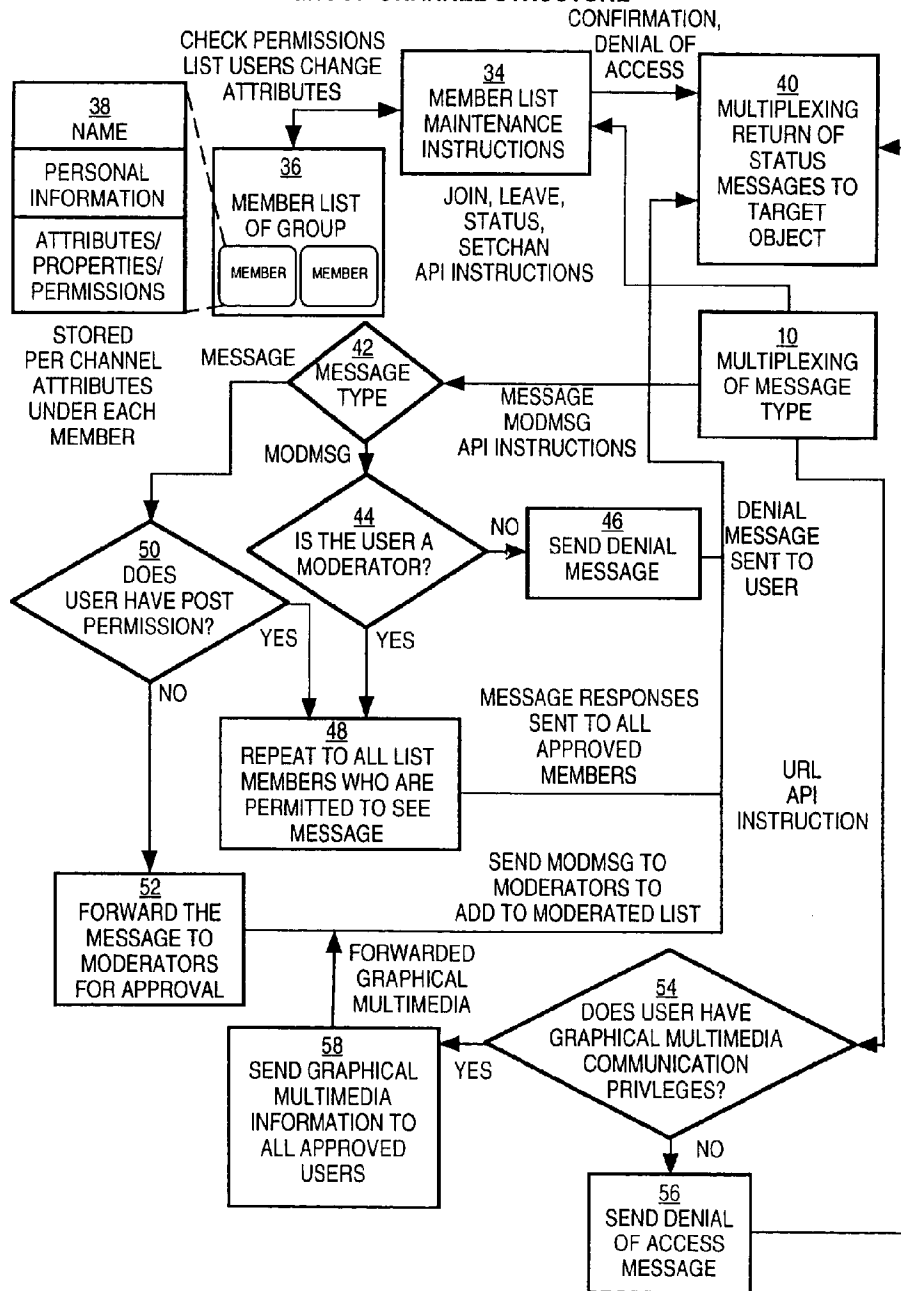 CONFIRMATION,
DENIAL OF
ACCESS
CHECK PERMISSIONS
LIST USERS CHANGE
ATTRIBUTES
38
NAME
PERSONAL
INFORMATION
ATTRIBUTES/
PROPERTIES/
PERMISSIONS
STORED
PER CHANNEL
ATTRIBUTES
UNDER EACH
MEMBER
36
MEMBER LIST
OF GROUP
MEMBER
MEMBER
34
MEMBER LIST
MAINTENANCE
INSTRUCTIONS
JOIN, LEAVE,
STATUS,
SETCHAN
API INSTRUCTIONS
40
MULTIPLEXING
RETURN OF
STATUS
MESSAGES TO
TARGET
OBJECT
10
MULTIPLEXING
OF MESSAGE
TYPE
MESSAGE
42
MESSAGE
TYPE
MESSAGE
MODMSG
API INSTRUCTIONS
MODMSG
44
IS THE USER A
MODERATOR?
NO
46
SEND DENIAL
MESSAGE
DENIAL
MESSAGE
SENT TO
USER
50
DOES
USER HAVE POST
PERMISSION?
YES
YES
NO
48
REPEAT TO ALL LIST
MEMBERS WHO ARE
PERMITTED TO SEE
MESSAGE
MESSAGE RESPONSES
SENT TO ALL
APPROVED
MEMBERS
URL
API
INSTRUCTION
52
FORWARD THE
MESSAGE TO
MODERATORS
FOR APPROVAL
SEND MODMSG TO
MODERATORS TO
ADD TO MODERATED LIST
FORWARDED
GRAPHICAL
MULTIMEDIA
54
DOES USER HAVE
GRAPHICAL MULTIMEDIA
COMMUNICATION
PRIVLEGES?
YES
58
SEND GRAPHICAL
MULTIMEDIA
INFORMATION TO
ALL APPROVED
USERS
NO
56
SEND DENIAL
OF ACCESS
MESSAGE